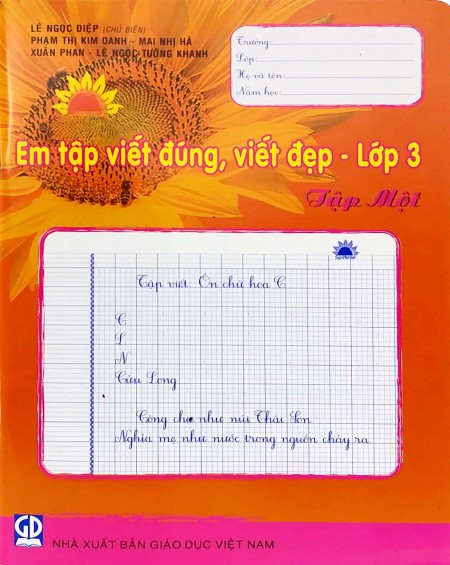 LÊ NGỌC ĐIỆP (CHỦ BIÊN)
PHẠM THỊ KIM OANH - MAI NHỊ HÀ
XUÂN PHAN - LÊ NGỌC TƯỜNG KHANH
Trường:
Lớp:
Họ và tên:
Năm học:
Em tập viết đúng, viết đẹp - Lớp 3
Tập Một
Tập viết: Ôn chữ hoa C
C
L
N
Cửu Long
Công cha như núi Thái Sơn
Nghĩa mẹ như nước trong nguồn chảy ra
GD
NHÀ XUẤT BẢN GIÁO DỤC VIỆT NAM